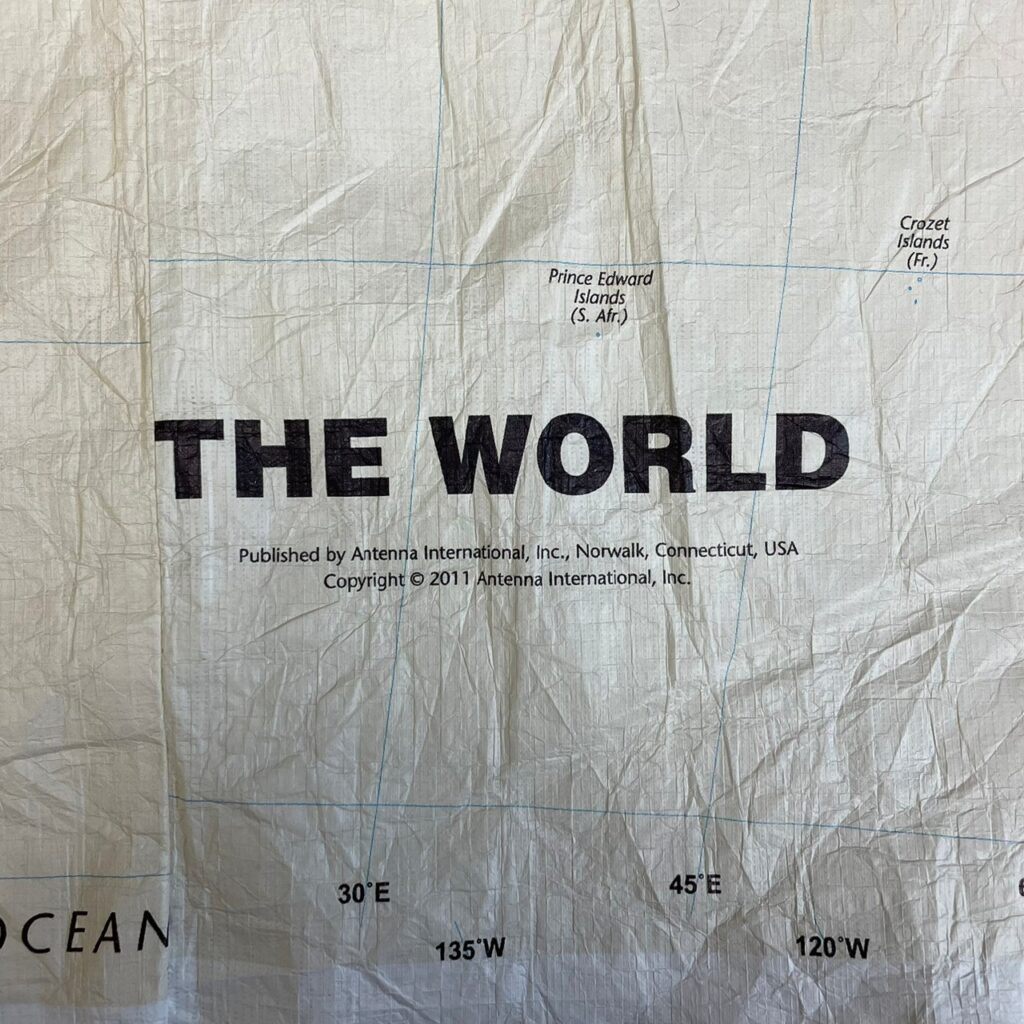 Crozet
Islands
(Fr.)
Prince Edward
Islands
(S. Afr.)
THE WORLD
Published by Antenna International, Inc., Norwalk, Connecticut, USA
Copyright © 2011 Antenna International, Inc.
30°E
45°E
OCEAN
135°W
120°W